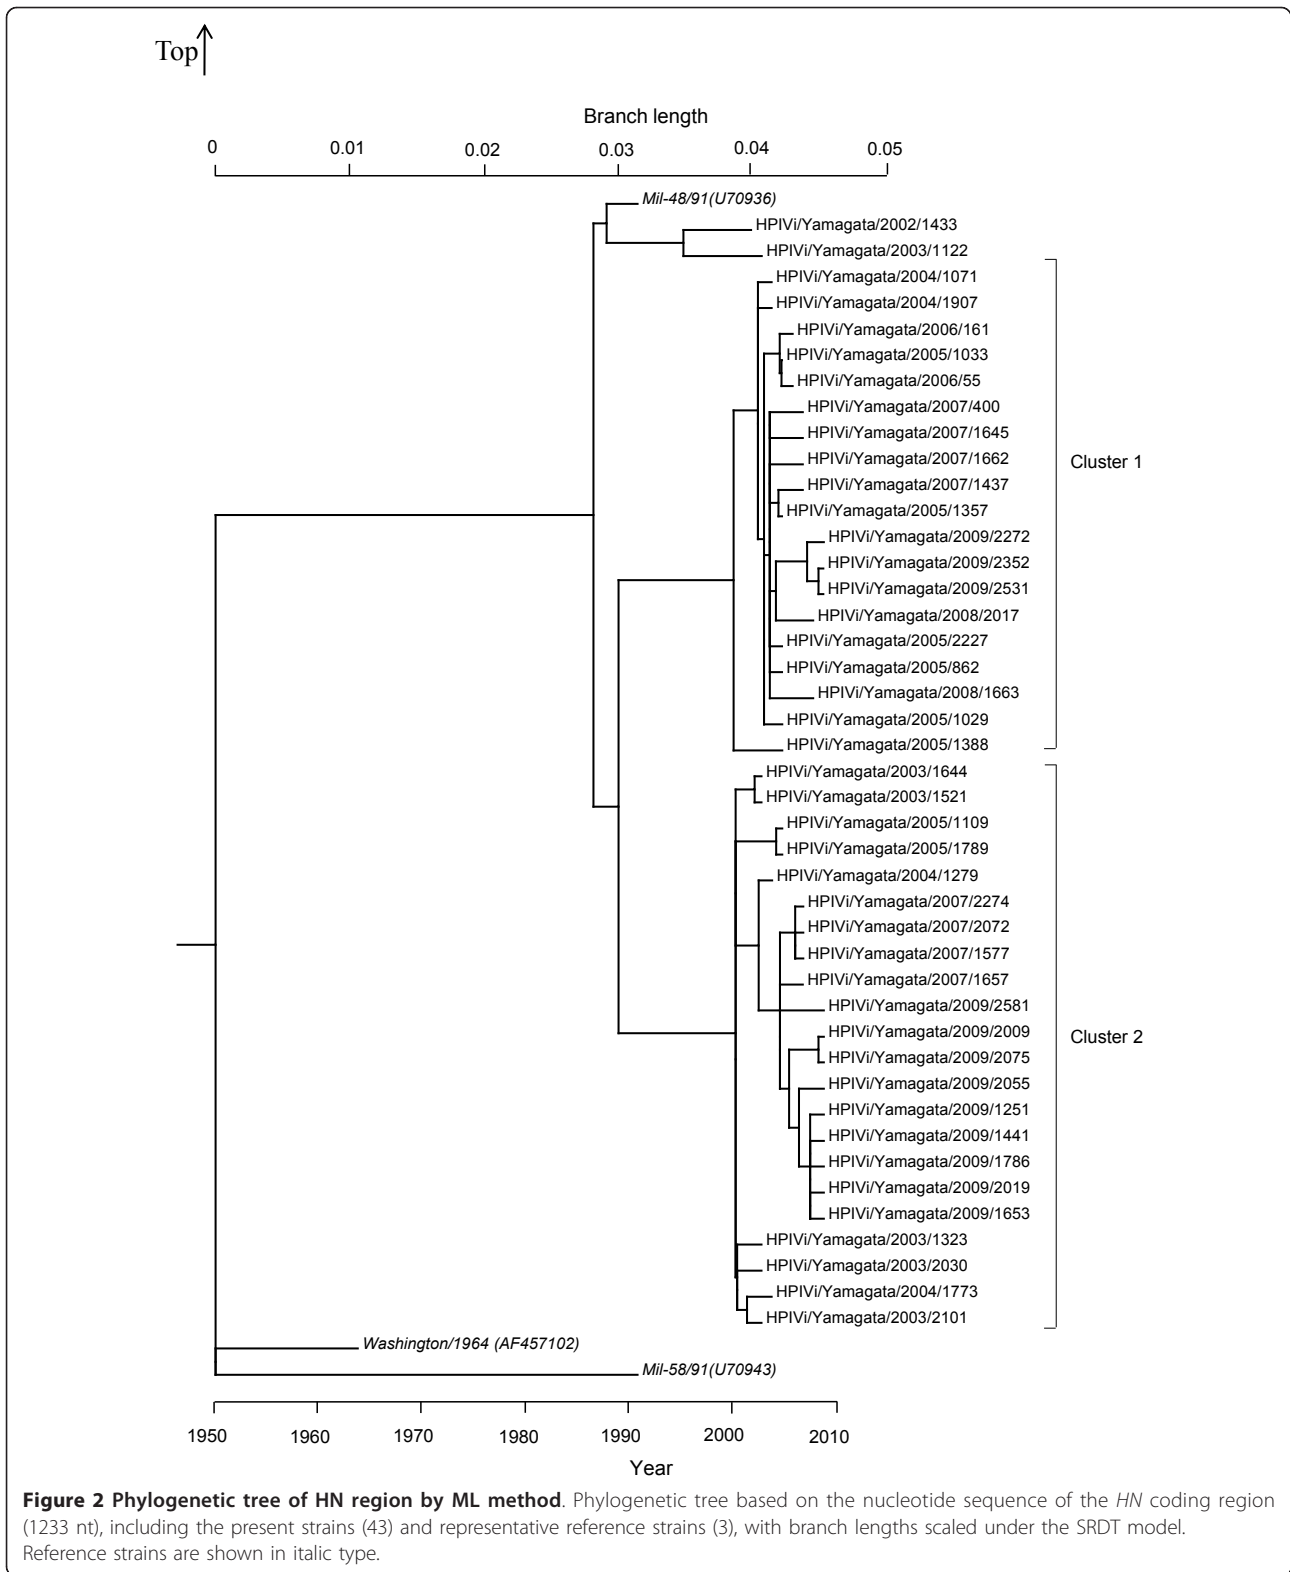 Top
Branch length
0 0.01 0.02 0.03 0.04 0.05
Mil-48/91(U70936)
HPIVi/Yamagata/2002/1433
HPIVi/Yamagata/2003/1122
HPIVi/Yamagata/2004/1071
HPIVi/Yamagata/2004/1907
HPIVi/Yamagata/2006/161
HPIVi/Yamagata/2005/1033
HPIVi/Yamagata/2006/55
HPIVi/Yamagata/2007/400
HPIVi/Yamagata/2007/1645
HPIVi/Yamagata/2007/1662
Cluster 1
HPIVi/Yamagata/2007/1437
HPIVi/Yamagata/2005/1357
HPIVi/Yamagata/2009/2272
HPIVi/Yamagata/2009/2352
HPIVi/Yamagata/2009/2531
HPIVi/Yamagata/2008/2017
HPIVi/Yamagata/2005/2227
HPIVi/Yamagata/2005/862
HPIVi/Yamagata/2008/1663
HPIVi/Yamagata/2005/1029
HPIVi/Yamagata/2005/1388
HPIVi/Yamagata/2003/1644
HPIVi/Yamagata/2003/1521
HPIVi/Yamagata/2005/1109
HPIVi/Yamagata/2005/1789
HPIVi/Yamagata/2004/1279
HPIVi/Yamagata/2007/2274
HPIVi/Yamagata/2007/2072
HPIVi/Yamagata/2007/1577
HPIVi/Yamagata/2007/1657
HPIVi/Yamagata/2009/2581
HPIVi/Yamagata/2009/2009
Cluster 2
HPIVi/Yamagata/2009/2075
HPIVi/Yamagata/2009/2055
HPIVi/Yamagata/2009/1251
HPIVi/Yamagata/2009/1441
HPIVi/Yamagata/2009/1786
HPIVi/Yamagata/2009/2019
HPIVi/Yamagata/2009/1653
HPIVi/Yamagata/2003/1323
HPIVi/Yamagata/2003/2030
HPIVi/Yamagata/2004/1773
HPIVi/Yamagata/2003/2101
Washington/1964 (AF457102)
Mil-58/91(U70943)
1950 1960 1970 1980 1990 2000 2010
Year
Figure 2 Phylogenetic tree of HN region by ML method. Phylogenetic tree based on the nucleotide sequence of the HN coding region
(1233 nt), including the present strains (43) and representative reference strains (3), with branch lengths scaled under the SRDT model.
Reference strains are shown in italic type.